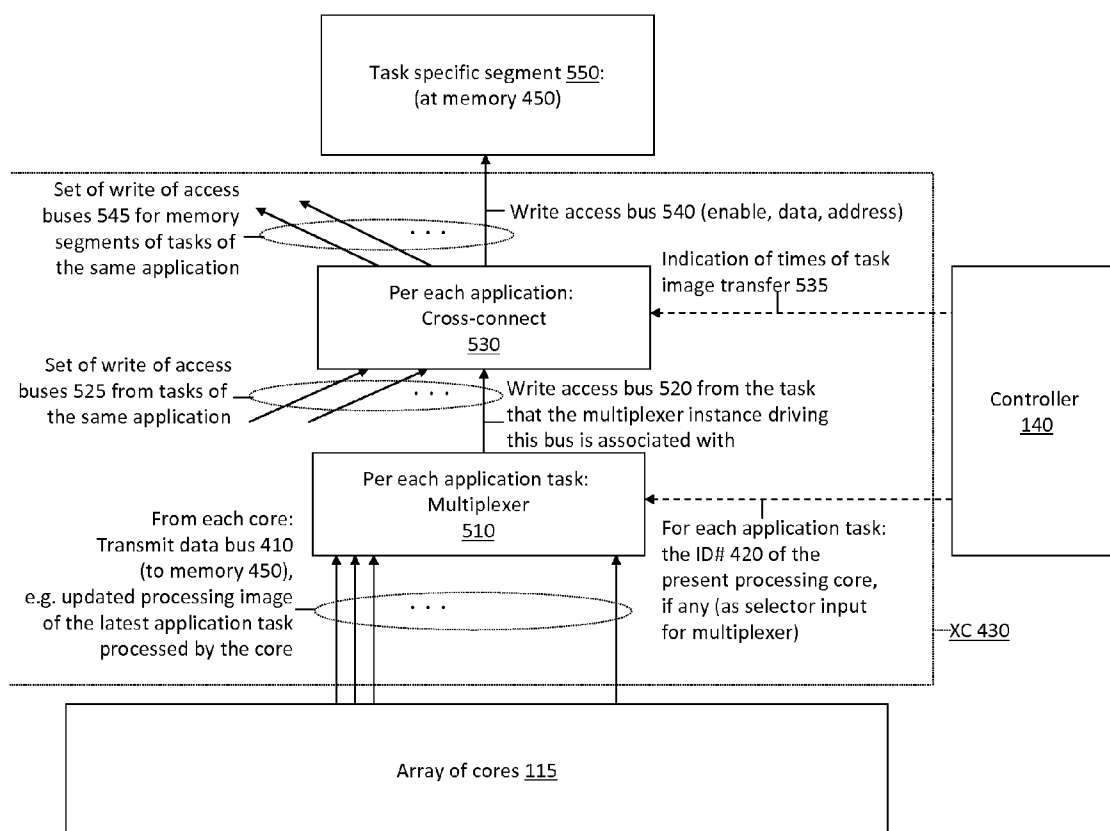 Task specific segment 550:
(at memory 450)
Set of write of access
buses 545 for memory
segments of tasks of
the same application
. . .
Write access bus 540 (enable, data, address)
Indication of times of task
image transfer 535
Per each application:
Cross-connect
530
Set of write of access
buses 525 from tasks of
the same application
. . .
Write access bus 520 from the task
that the multiplexer instance driving
this bus is associated with
Controller
140
Per each application task:
Multiplexer
510
From each core:
Transmit data bus 410
(to memory 450),
e.g. updated processing image
of the latest application task
processed by the core
. . .
For each application task:
the ID# 420 of the
present processing core,
if any (as selector input
for multiplexer)
XC 430
Array of cores 115